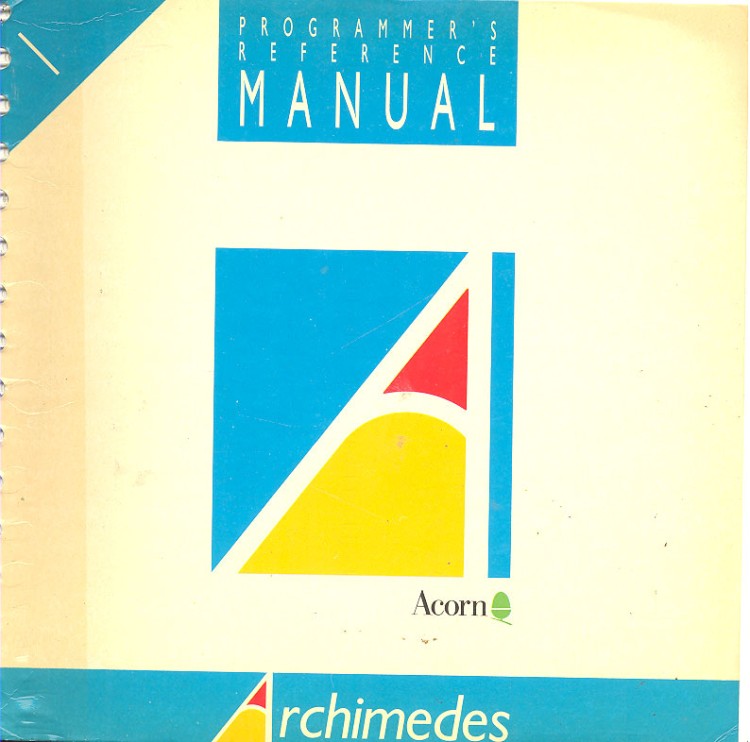 PROGRAMMER'S
REFERENCE
MANUAL
Acorn
Archimedes